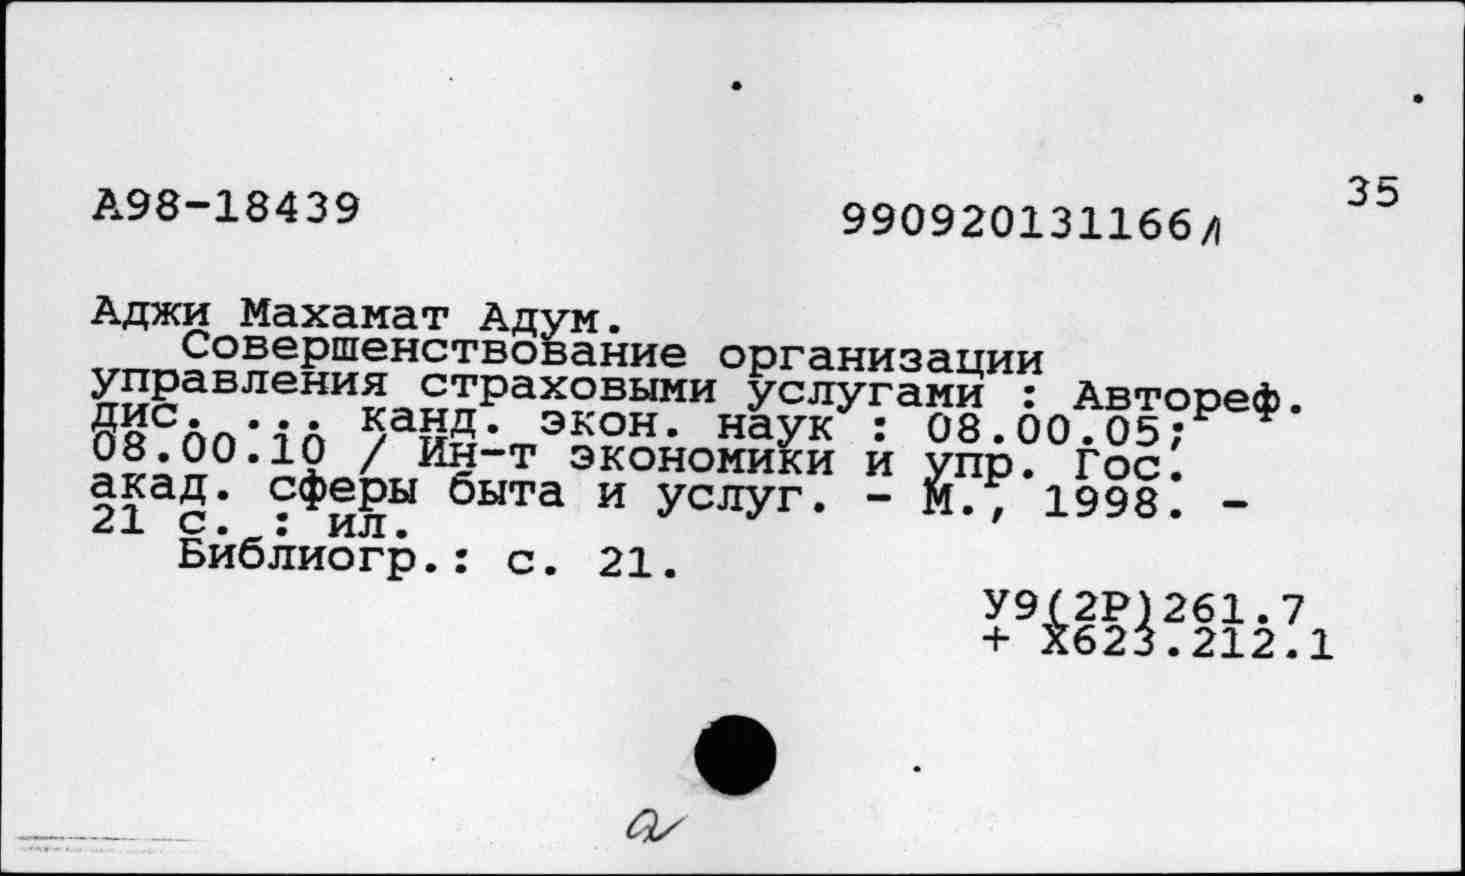 35
А98-18439
990920131166Л
Аджи Махамат Адум.
Совершенствование организации
управления страховыми услугами : Автореф.
дис. ... канд. экон. наук : 08.00.05;
08.00.10 / Ин-т экономики и упр. Гос.
акад. сферы быта и услуг. - М., 1998. -
21 с. : ил.
Библиогр.: с. 21.
У9(2Р)261.7
+ Х623.212.1